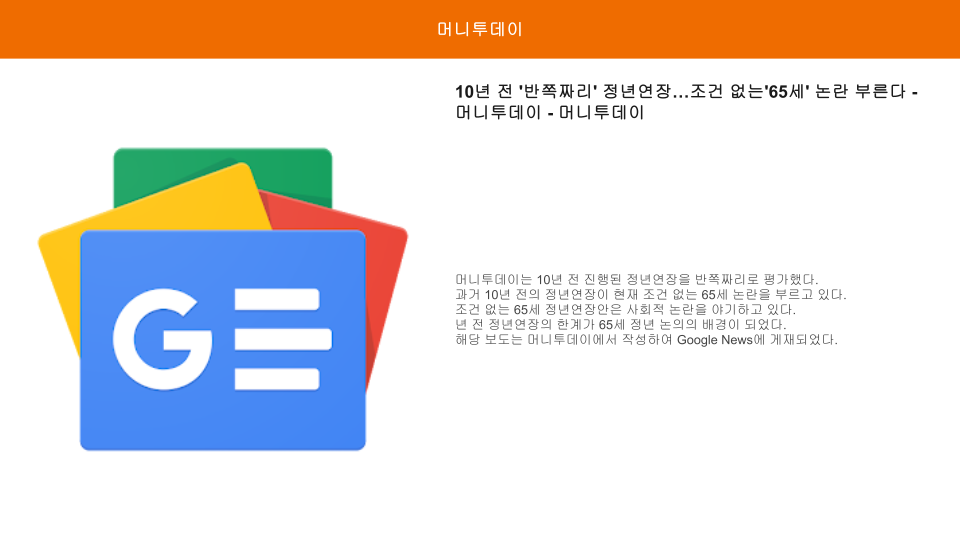 머니투데이
10년 전 '반쪽짜리' 정년연장…조건 없는'65세' 논란 부른다 -
머니투데이 - 머니투데이
머니투데이는 10년 전 진행된 정년연장을 반쪽짜리로 평가했다.
과거 10년 전의 정년연장이 현재 조건 없는 65세 논란을 부르고 있다.
조건 없는 65세 정년연장안은 사회적 논란을 야기하고 있다.
년 전 정년연장의 한계가 65세 정년 논의의 배경이 되었다.
해당 보도는 머니투데이에서 작성하여 Google News에 게재되었다.